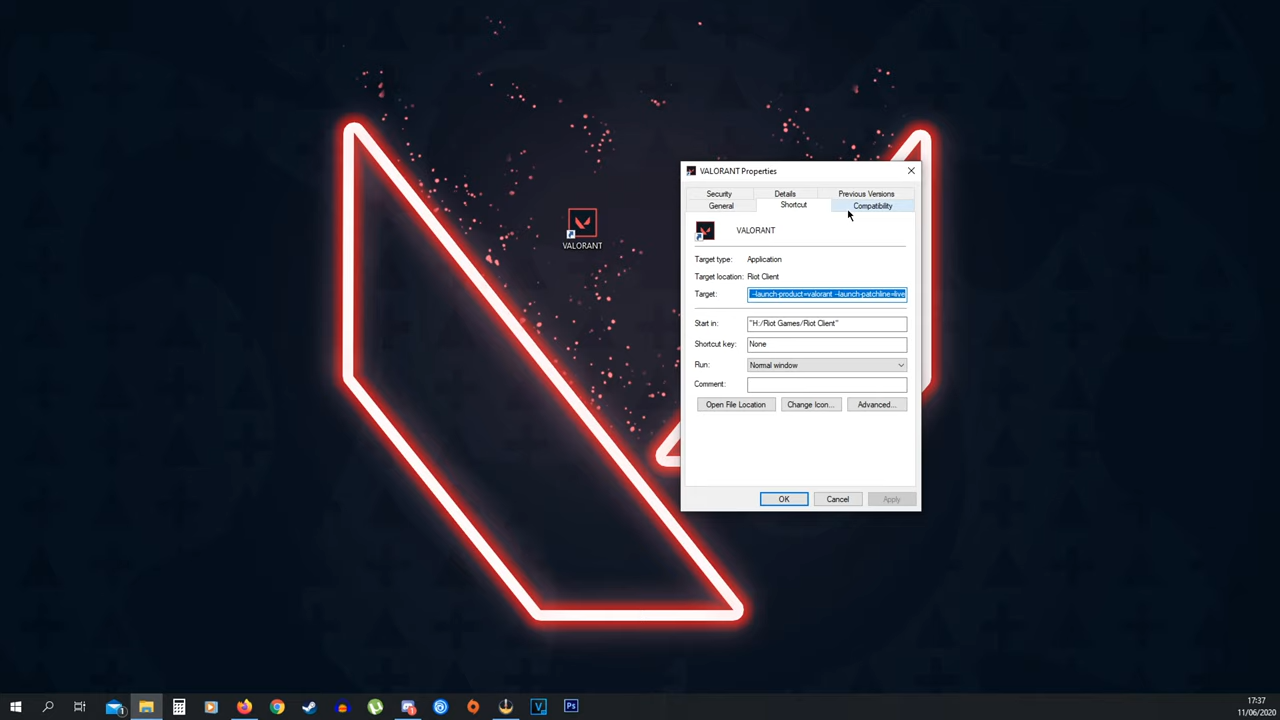 VALORANT
VALORANT Properties
Security Details Previous Versions
General Shortcut Compatibility
VALORANT
Target type: Application
Target location: Riot Client
Target: --launch-product=valorant --launch-patchline=live
Start in: "H:/Riot Games/Riot Client"
Shortcut key: None
Run: Normal window
Comment:
Open File Location Change Icon... Advanced...
OK Cancel Apply
1
Ps
17:37
11/06/2020